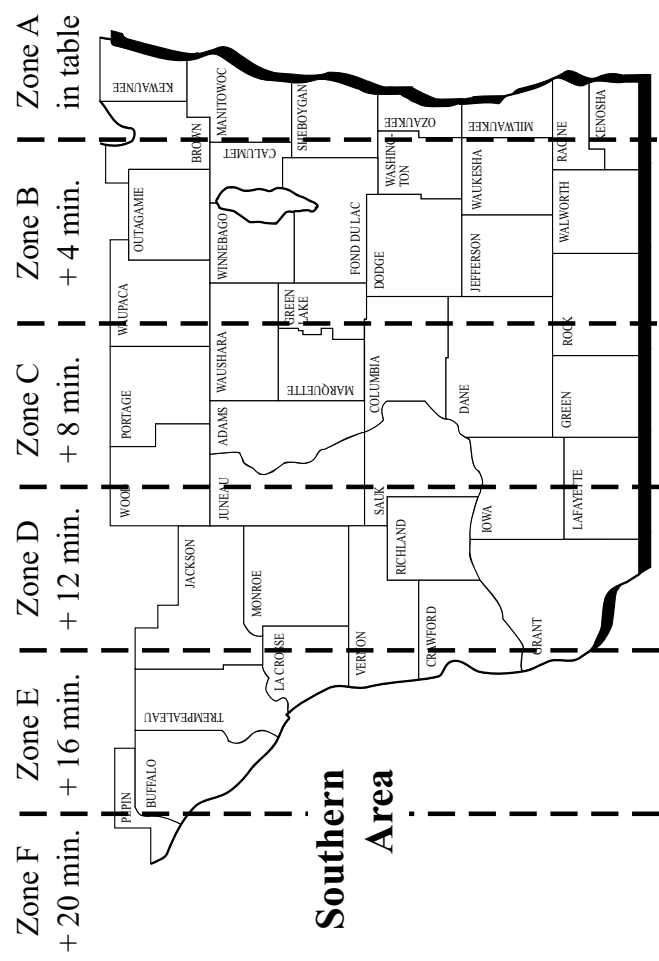 Zone F
+ 20 min.
Zone E
+ 16 min.
Zone D
+ 12 min.
Zone C
+ 8 min.
Zone B
+ 4 min.
Zone A
in table
PEPIN
WOOD
PORTAGE
WAUPACA
OUTAGAMIE
KEWAUNEE
BUFFALO
TREMPEALEAU
JACKSON
BROWN
JUNEAU
ADAMS
WAUSHARA
WINNEBAGO
CALUMET
MANITOWOC
MONROE
LA CROSSE
MARQUETTE
GREEN
LAKE
FOND DU LAC
SHEBOYGAN
VERNON
SAUK
COLUMBIA
DODGE
WASHING-
TON
OZAUKEE
RICHLAND
CRAWFORD
DANE
JEFFERSON
WAUKESHA
MILWAUKEE
IOWA
GRANT
LAFAYETTE
GREEN
ROCK
WALWORTH
RACINE
KENOSHA
Southern
Area